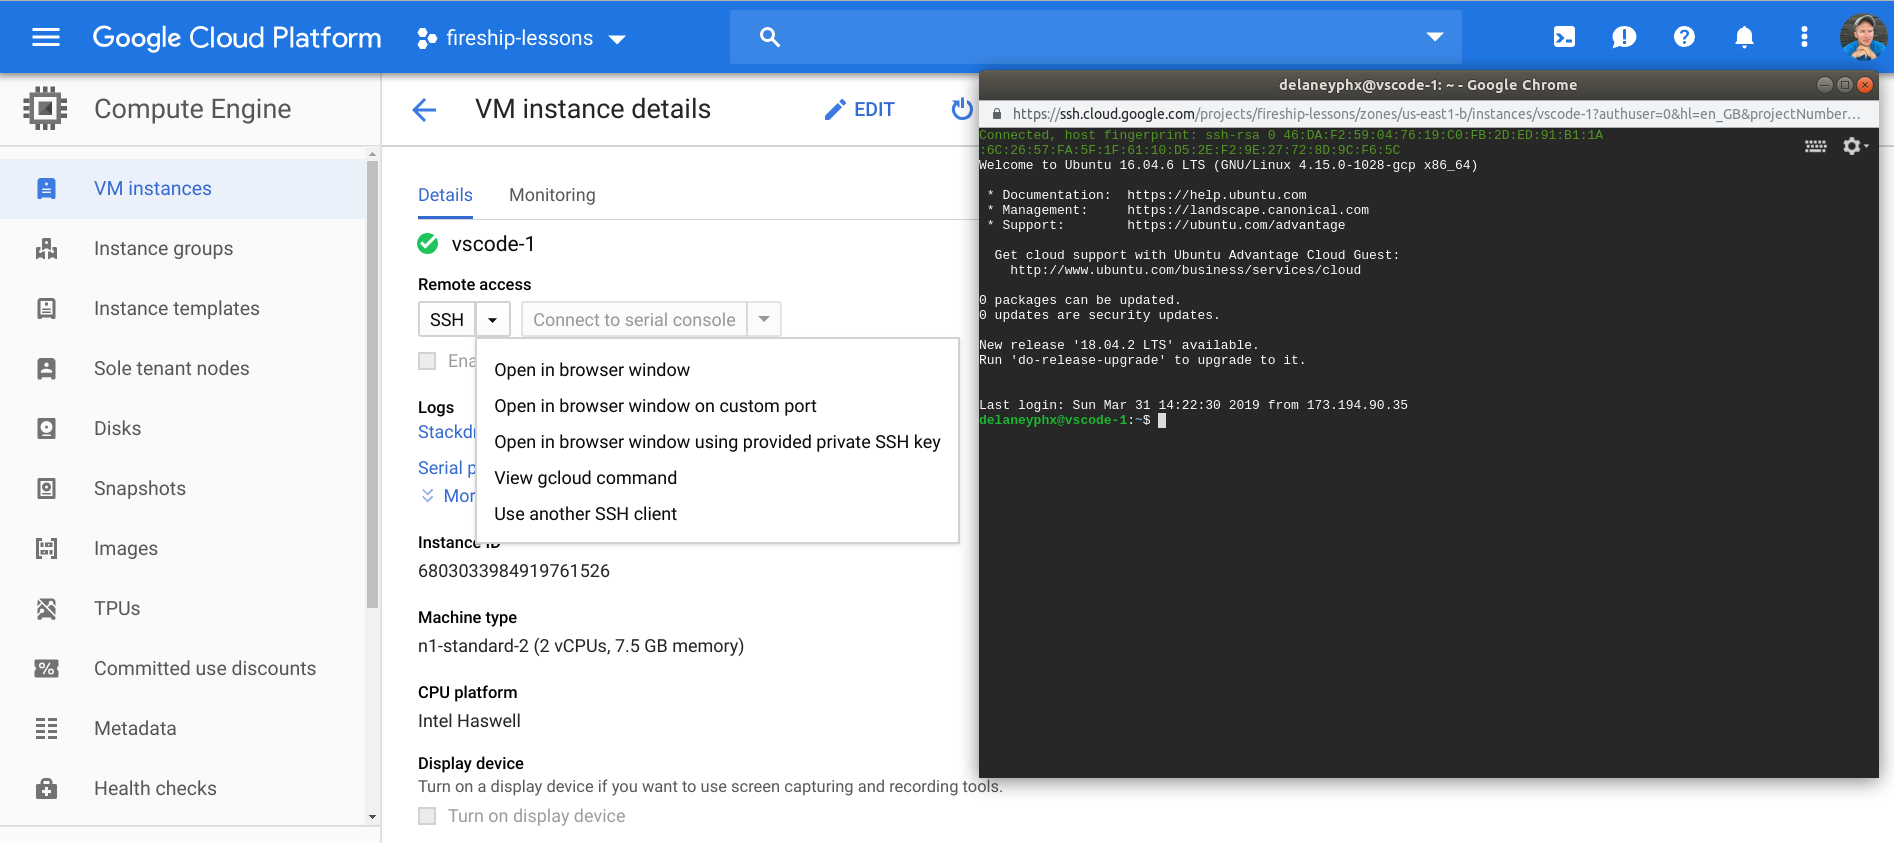 Google Cloud Platform
fireship-lessons
Compute Engine
VM instances
Instance groups
Instance templates
Sole tenant nodes
Disks
Snapshots
Images
TPUs
Committed use discounts
Metadata
Health checks
VM instance details
EDIT
Details
Monitoring
vscode-1
Remote access
SSH
Connect to serial console
Ena
Open in browser window
Open in browser window on custom port
Open in browser window using provided private SSH key
View gcloud command
Use another SSH client
Logs
Stackdr
Serial p
Mor
Instance ID
6803033984919761526
Machine type
n1-standard-2 (2 vCPUs, 7.5 GB memory)
CPU platform
Intel Haswell
Display device
Turn on a display device if you want to use screen capturing and recording tools.
Turn on display device
delaneyphx@vscode-1: ~ - Google Chrome
https://ssh.cloud.google.com/projects/fireship-lessons/zones/us-east1-b/instances/vscode-1?authuser=0&hl=en_GB&projectNumber...
Connected, host fingerprint: ssh-rsa 0 46:DA:F2:59:04:76:19:C0:FB:2D:ED:91:B1:1A
:6C:26:57:FA:5F:1F:61:10:D5:2E:F2:9E:27:72:8D:9C:F6:5C
Welcome to Ubuntu 16.04.6 LTS (GNU/Linux 4.15.0-1028-gcp x86_64)
* Documentation: https://help.ubuntu.com
* Management: https://landscape.canonical.com
* Support: https://ubuntu.com/advantage
Get cloud support with Ubuntu Advantage Cloud Guest:
http://www.ubuntu.com/business/services/cloud
0 packages can be updated.
0 updates are security updates.
New release '18.04.2 LTS' available.
Run 'do-release-upgrade' to upgrade to it.
Last login: Sun Mar 31 14:22:30 2019 from 173.194.90.35
delaneyphx@vscode-1:~$